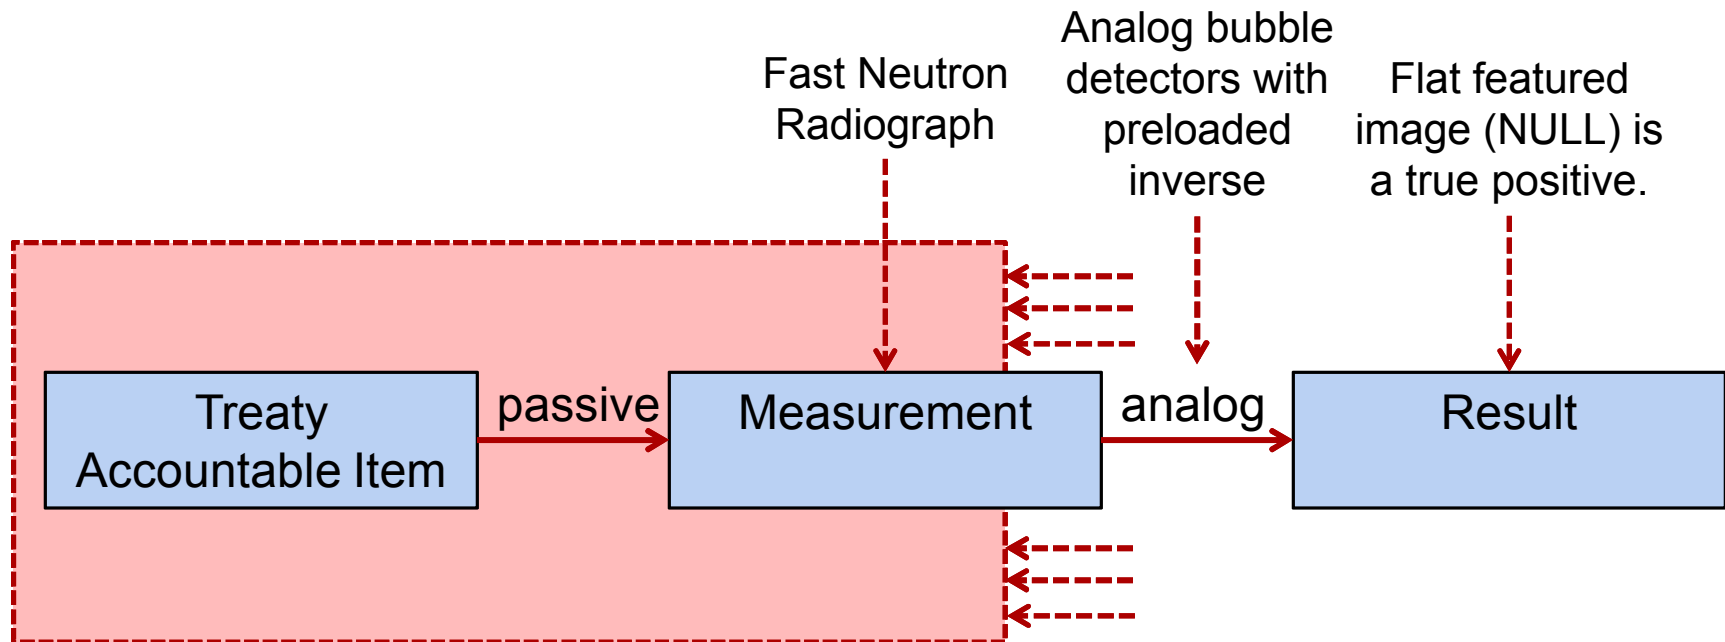 Fast Neutron
Radiograph
Analog bubble
detectors with
preloaded
inverse
Flat featured
image (NULL) is
a true positive.
Treaty
Accountable Item
passive
Measurement
analog
Result